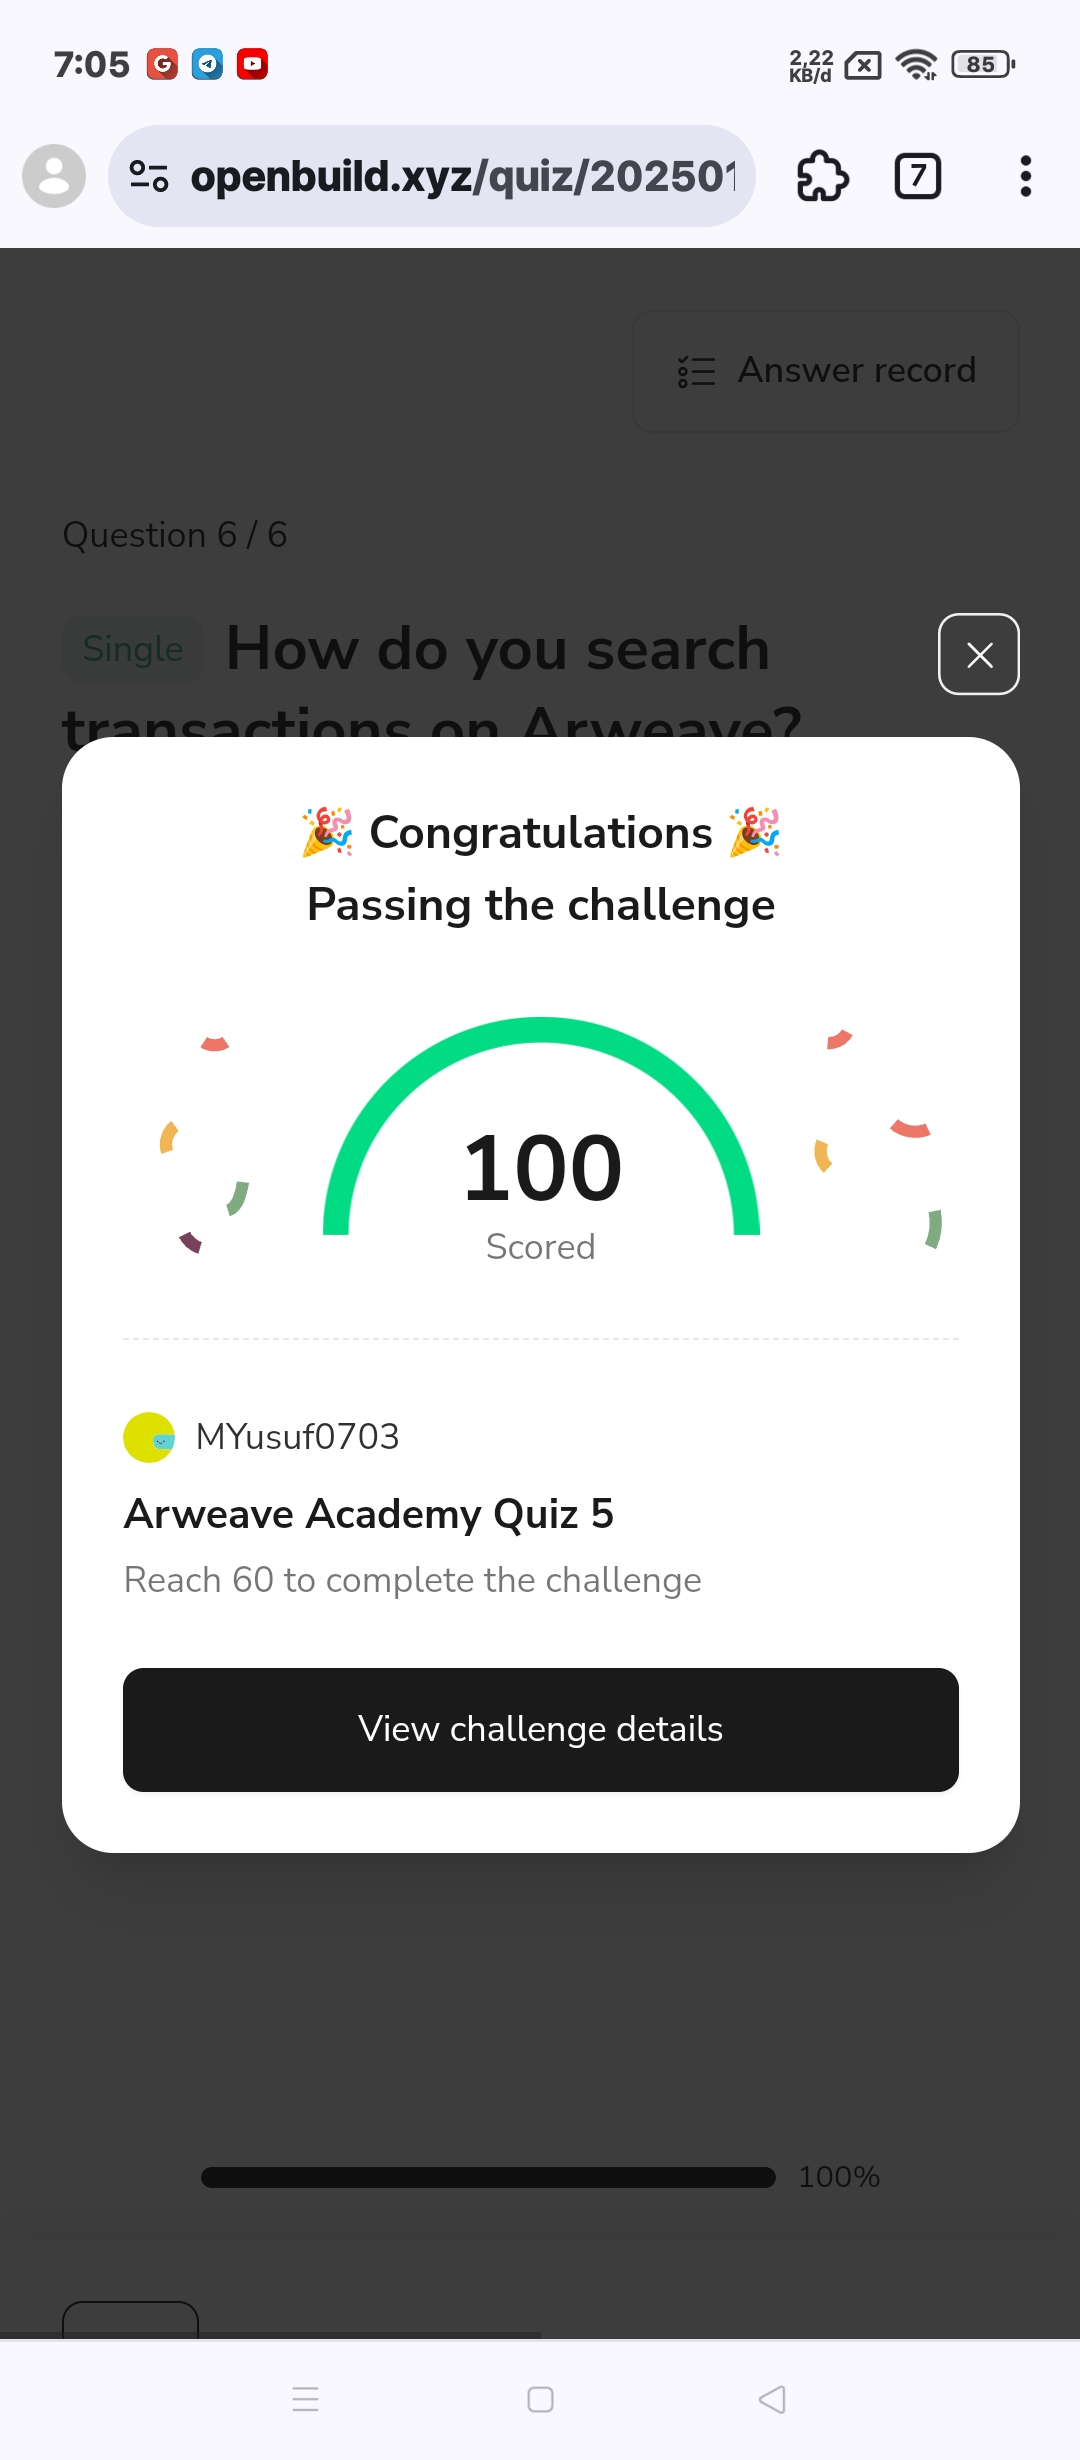 7:05
2,22
KB/d
85
openbuild.xyz/quiz/20250
7
Answer record
Question 6 / 6
Single How do you search
transactions on Arweave?
🎉 Congratulations 🎉
Passing the challenge
100
Scored
MYusuf0703
Arweave Academy Quiz 5
Reach 60 to complete the challenge
View challenge details
100%